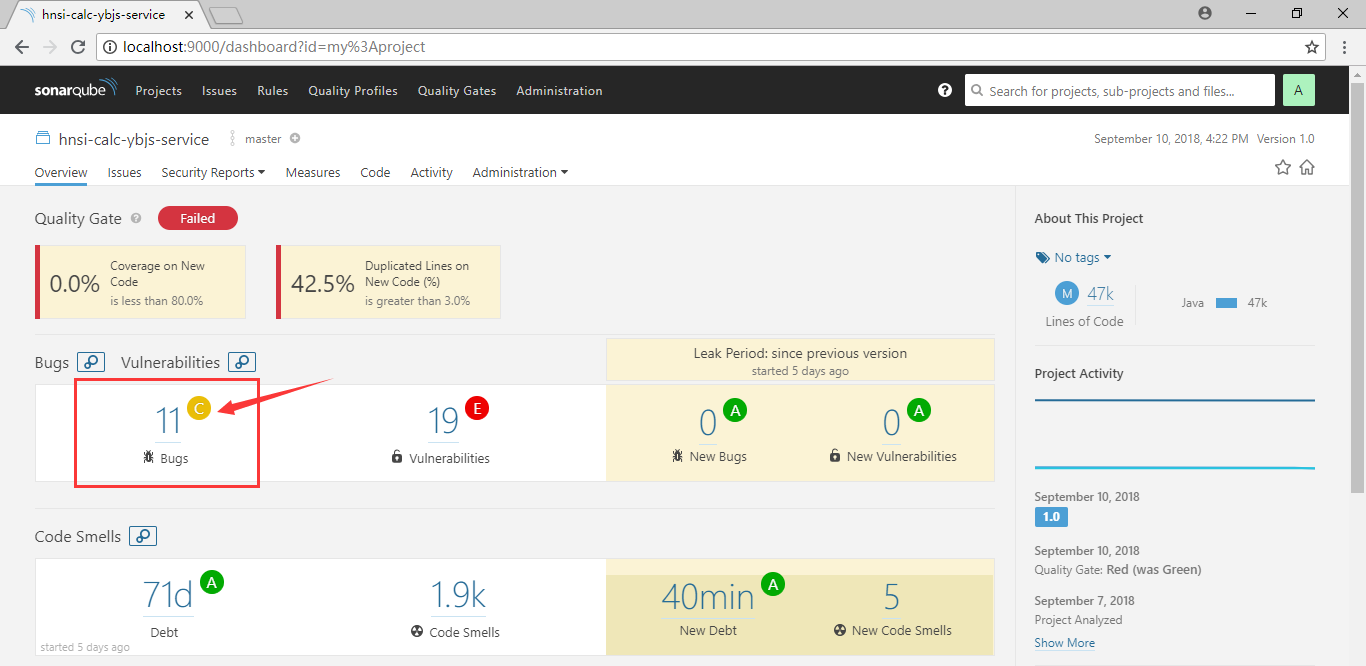 hnsi-calc-ybjs-service
localhost:9000/dashboard?id=my%3Aproject
sonarqube Projects Issues Rules Quality Profiles Quality Gates Administration Search for projects, sub-projects and files... A
hnsi-calc-ybjs-service master September 10, 2018, 4:22 PM Version 1.0
Overview Issues Security Reports Measures Code Activity Administration
Quality Gate Failed
0.0% Coverage on New
Code
is less than 80.0%
42.5% Duplicated Lines on
New Code (%)
is greater than 3.0%
Bugs Vulnerabilities
Leak Period: since previous version
started 5 days ago
11 C 19 E 0 A 0 A
Bugs Vulnerabilities New Bugs New Vulnerabilities
Code Smells
71d A 1.9k 40min A 5
Debt Code Smells New Debt New Code Smells
started 5 days ago
About This Project
No tags
M 47k Java 47k
Lines of Code
Project Activity
September 10, 2018
1.0
September 10, 2018
Quality Gate: Red (was Green)
September 7, 2018
Project Analyzed
Show More